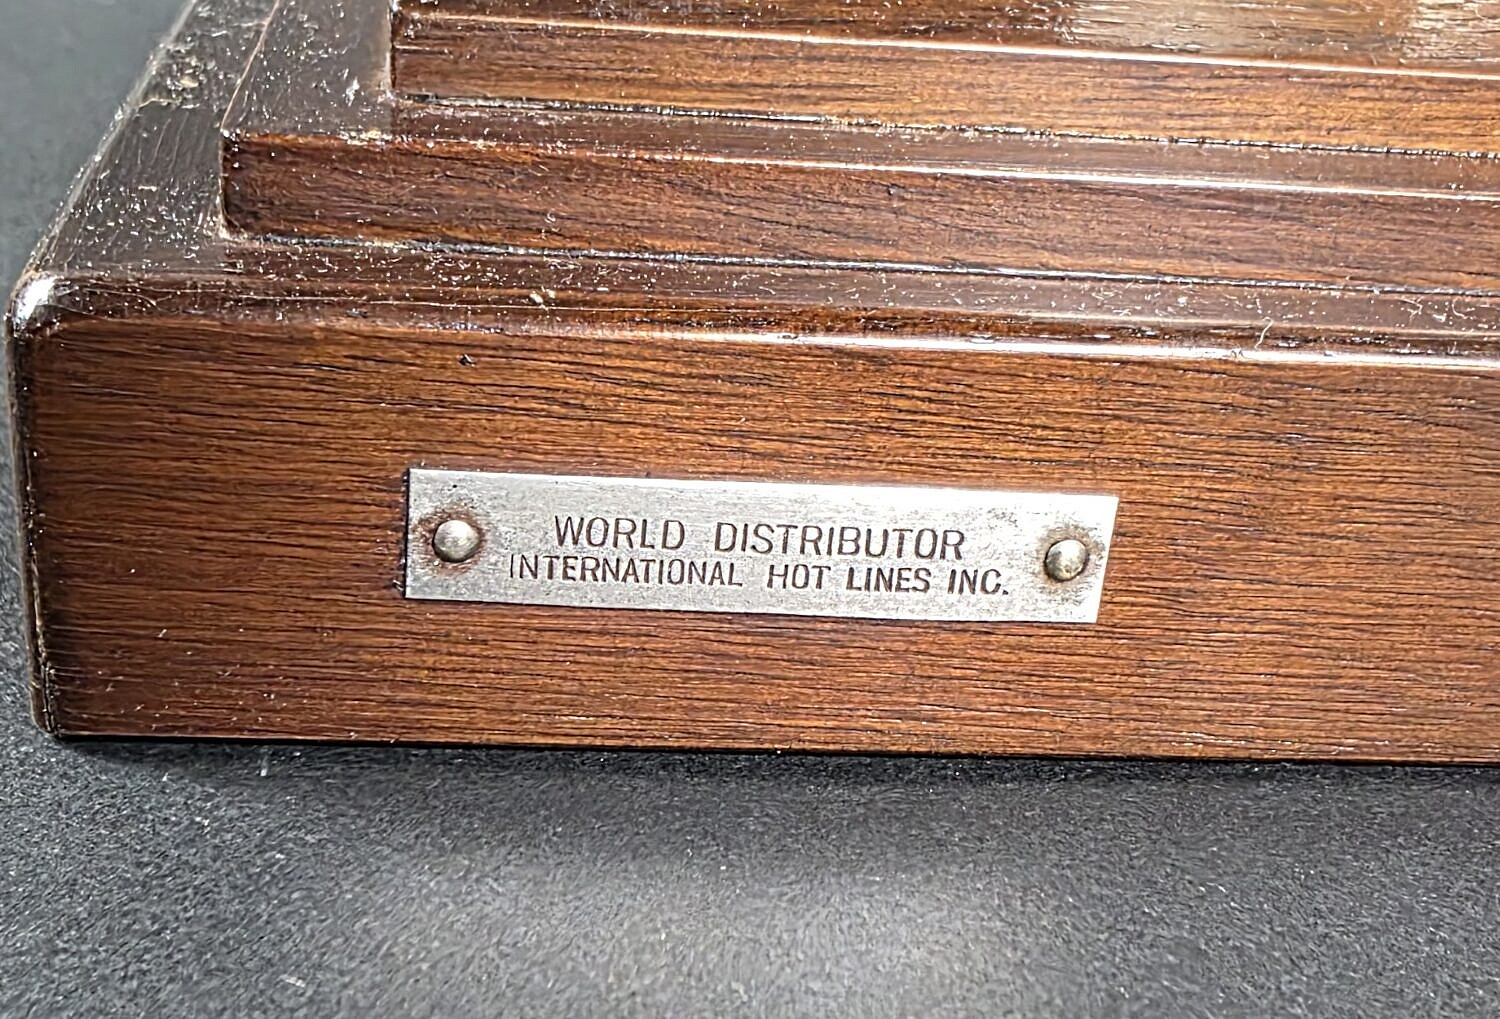 WORLD DISTRIBUTOR
INTERNATIONAL HOT LINES INC.